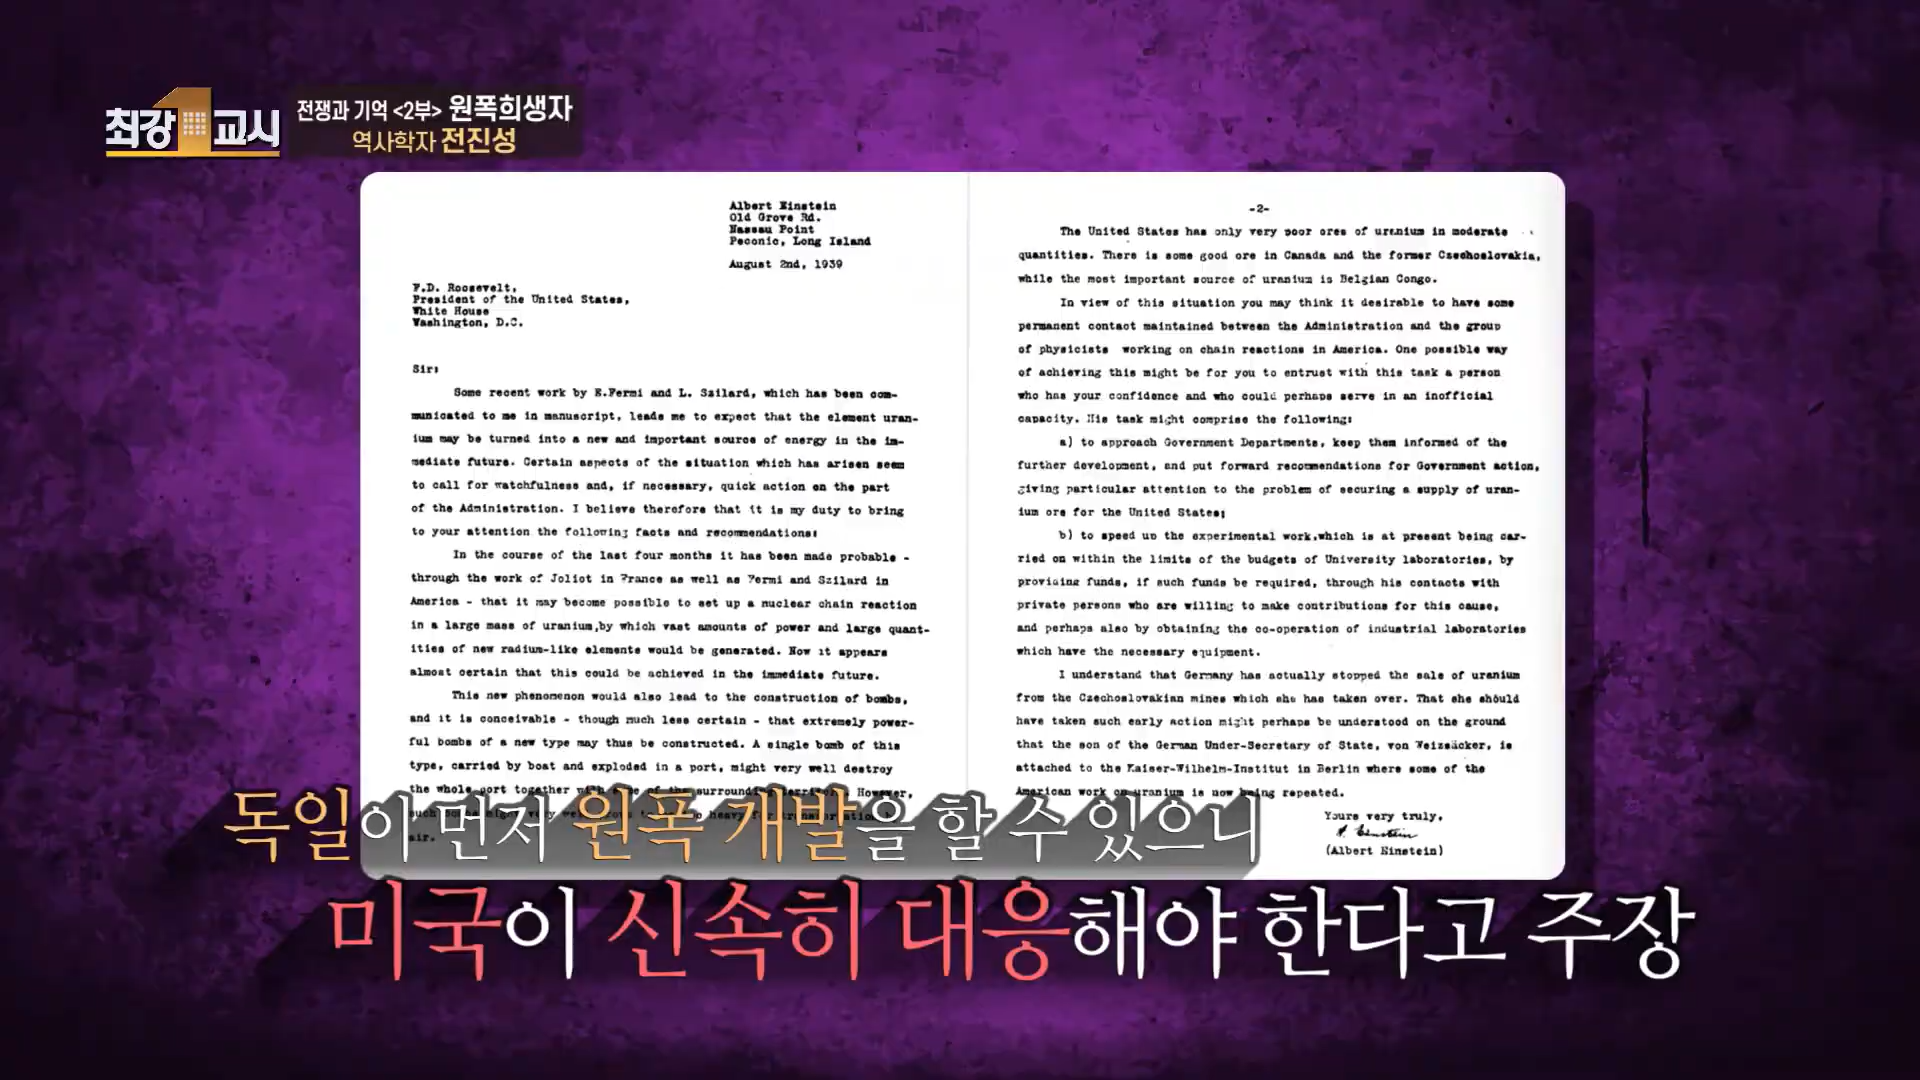 최강1교시
전쟁과 기억 <2부> 원폭희생자
역사학자 전진성
Albert Einstein
Old Grove Rd.
Nassau Point
Peconic, Long Island
August 2nd, 1939
F.D. Roosevelt,
President of the United States,
White House
Washington, D.C.
Sir:
Some recent work by E.Fermi and L. Szilard, which has been com-
municated to me in manuscript, leads me to expect that the element uran-
ium may be turned into a new and important source of energy in the im-
mediate future. Certain aspects of the situation which has arisen seem
to call for watchfulness and, if necessary, quick action on the part
of the Administration. I believe therefore that it is my duty to bring
to your attention the following facts and recommendations:
In the course of the last four months it has been made probable -
through the work of Joliot in France as well as Fermi and Szilard in
America - that it may become possible to set up a nuclear chain reaction
in a large mass of uranium,by which vast amounts of power and large quant-
ities of new radium-like elements would be generated. Now it appears
almost certain that this could be achieved in the immediate future.
This new phenomenon would also lead to the construction of bombs,
and it is conceivable - though much less certain - that extremely power-
ful bombs of a new type may thus be constructed. A single bomb of this
type, carried by boat and exploded in a port, might very well destroy
the whole port together surrounding However,
air.
-2-
The United States has only very poor ores of uranium in moderate
quantities. There is some good ore in Canada and the former Czechoslovakia,
while the most important source of uranium is Belgian Congo.
In view of this situation you may think it desirable to have some
permanent contact maintained between the Administration and the group
of physicists working on chain reactions in America. One possible way
of achieving this might be for you to entrust with this task a person
who has your confidence and who could perhaps serve in an inofficial
capacity. His task might comprise the following:
a) to approach Government Departments, keep them informed of the
further development, and put forward recommendations for Government action,
giving particular attention to the problem of securing a supply of uran-
ium ore for the United States;
b) to speed up the experimental work,which is at present being car-
ried on within the limits of the budgets of University laboratories, by
providing funds, if such funds be required, through his contacts with
private persons who are willing to make contributions for this cause,
and perhaps also by obtaining the co-operation of industrial laboratories
which have the necessary equipment.
I understand that Germany has actually stopped the sale of uranium
from the Czechoslovakian mines which she has taken over. That she should
have taken such early action might perhaps be understood on the ground
that the son of the German Under-Secretary of State, von Weizsäcker, is
attached to the Kaiser-Wilhelm-Institut in Berlin where some of the
American work on uranium is now being repeated.
Yours very truly,
A. Einstein
(Albert Einstein)
독일이 먼저 원폭 개발을 할 수 있으니
미국이 신속히 대응해야 한다고 주장